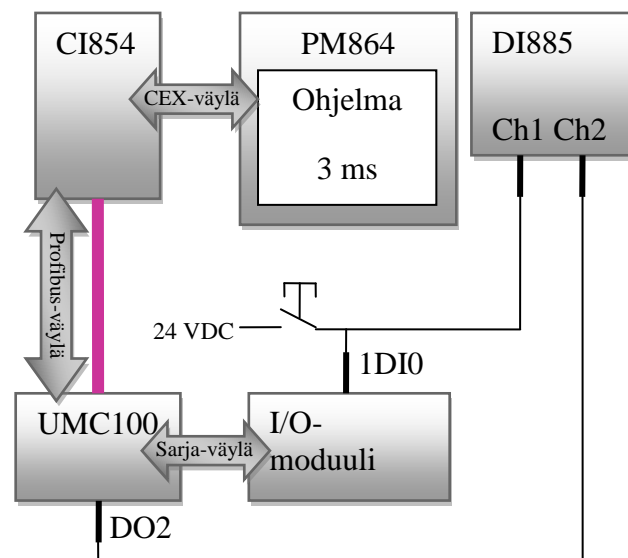 CI854
PM864
DI885
CEX-väylä
Ohjelma
3 ms
Ch1 Ch2
Profibus-väylä
24 VDC
1DI0
UMC100
Sarja-väylä
I/O-
moduuli
DO2